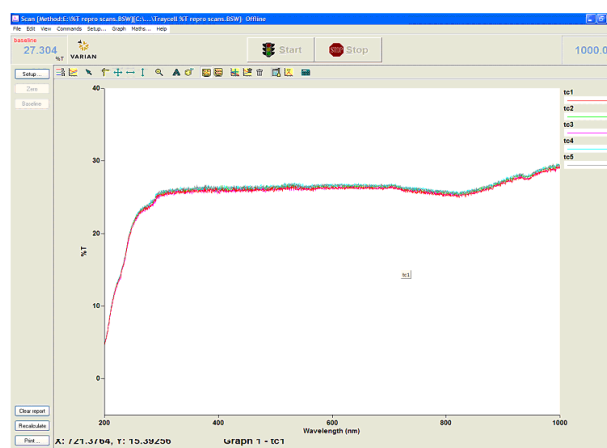 Scan [Method:E:\%T repro scans.BSW][C:\...\Traycell %T repro scans.BSW]- Offline
File Edit View Commands Setup... Graph Maths... Help
baseline
27.304
%T
VARIAN
Start
Stop
1000.0
Setup...
Zero
Baseline
40
30
20
10
0
%T
200
400
600
800
1000
Wavelength (nm)
tc1
tc1
tc2
tc3
tc4
tc5
Clear report
Recalculate
Print ...
X: 721.3764, Y: 15.39256 Graph 1 - tc1